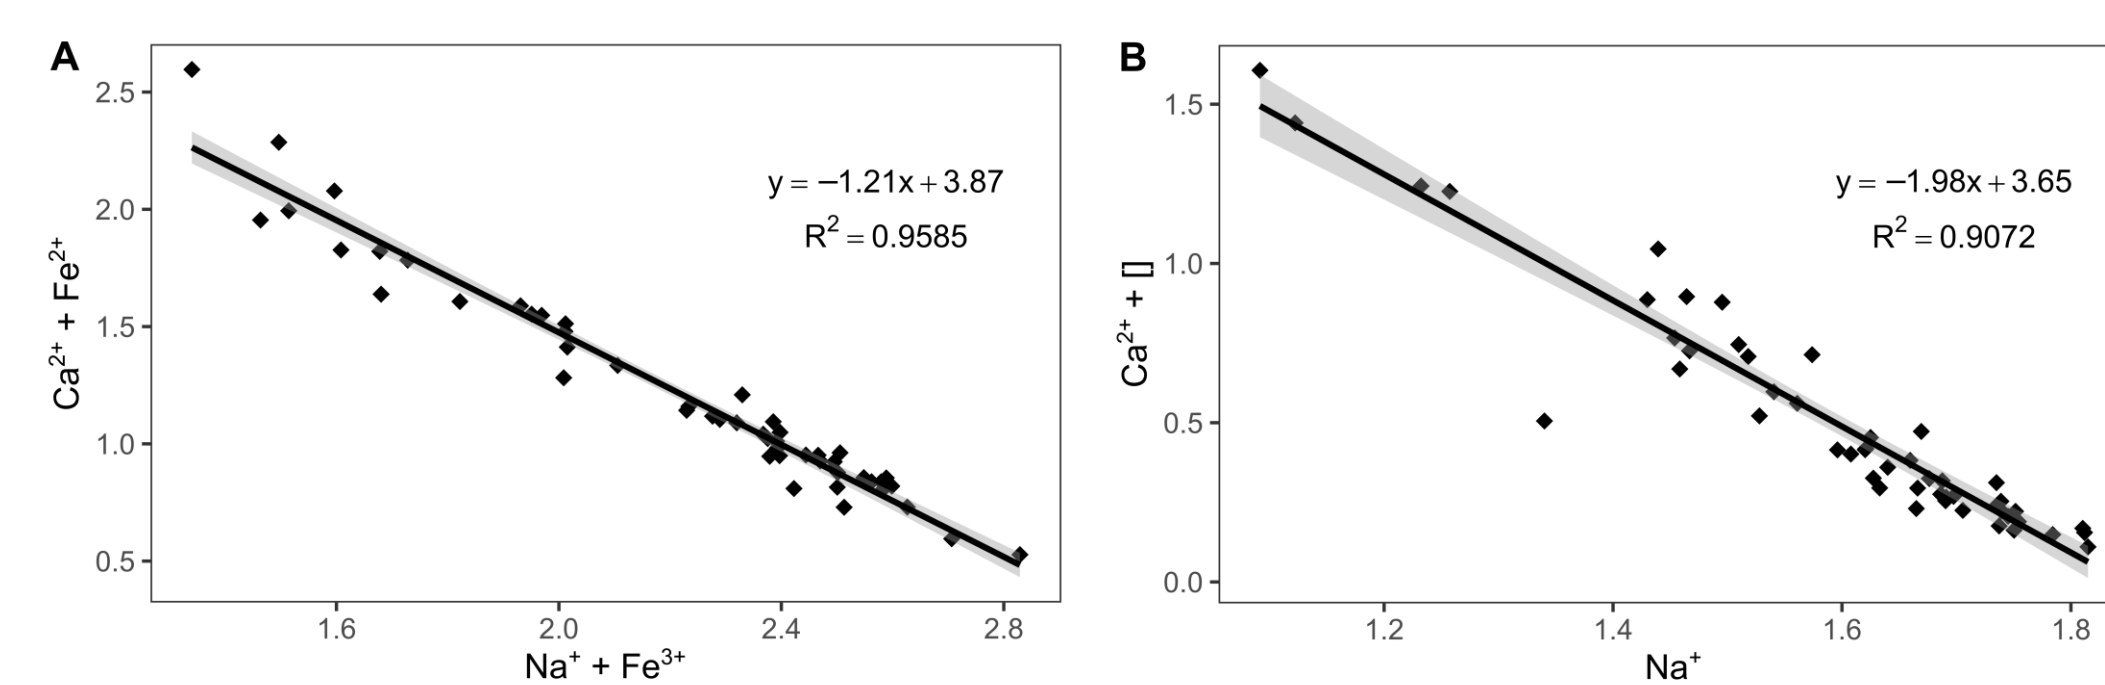 A
2.5
2.0
1.5
1.0
0.5
Ca²⁺ + Fe²⁺
y = −1.21x + 3.87
R² = 0.9585
1.6
2.0
2.4
2.8
Na⁺ + Fe³⁺
B
1.5
1.0
0.5
0.0
Ca²⁺ + []
y = −1.98x + 3.65
R² = 0.9072
1.2
1.4
1.6
1.8
Na⁺